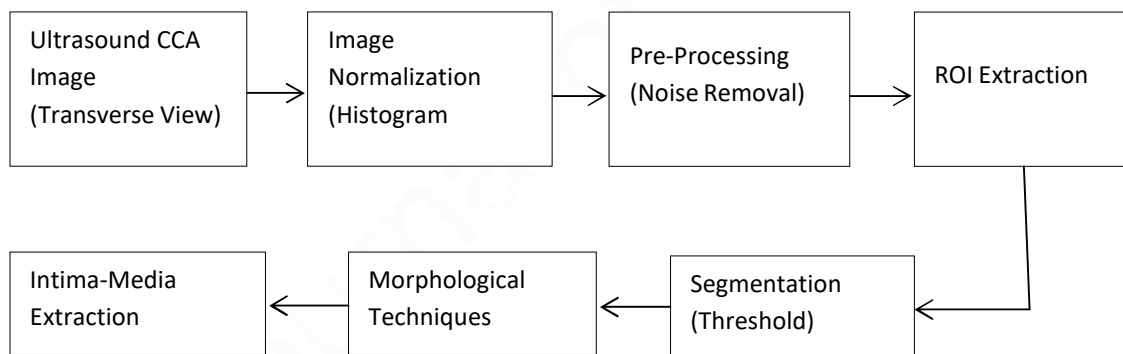 Ultrasound CCA
Image
(Transverse View)
Image
Normalization
(Histogram
Pre-Processing
(Noise Removal)
ROI Extraction
Segmentation
(Threshold)
Morphological
Techniques
Intima-Media
Extraction